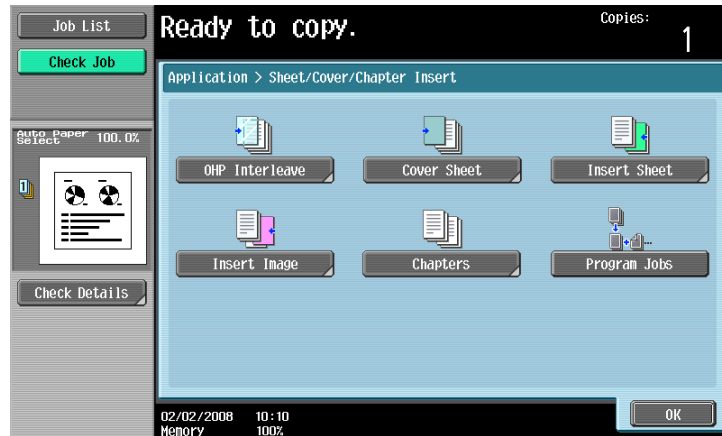 Job List
Check Job
Auto Paper Select 100.0%
1
Check Details
Ready to copy.
Copies:
1
Application > Sheet/Cover/Chapter Insert
OHP Interleave
Cover Sheet
Insert Sheet
Insert Image
Chapters
Program Jobs
02/02/2008 10:10
Memory 100%
OK